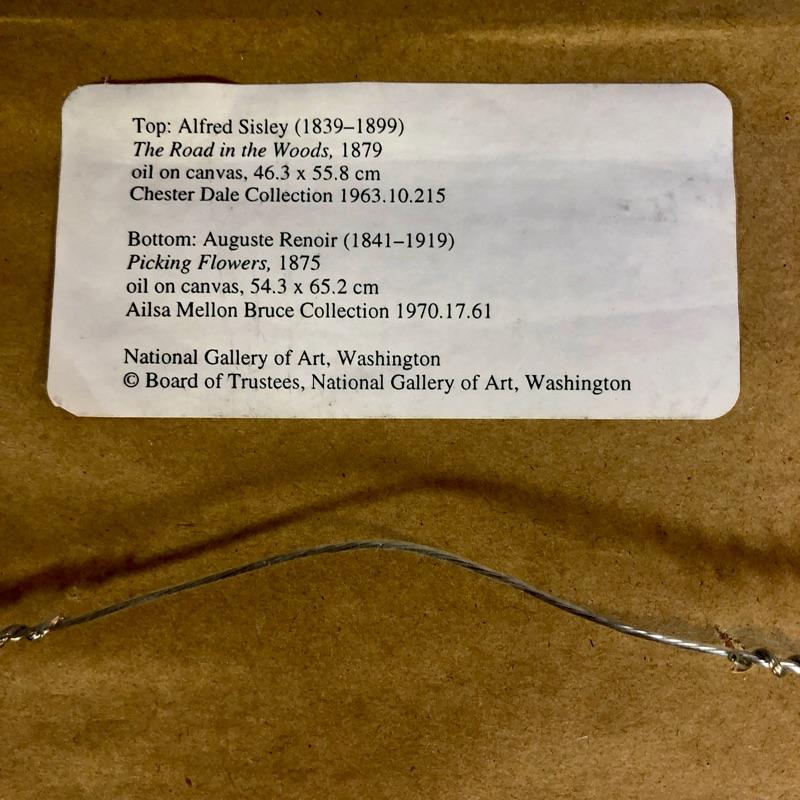 Top: Alfred Sisley (1839–1899)
The Road in the Woods, 1879
oil on canvas, 46.3 x 55.8 cm
Chester Dale Collection 1963.10.215
Bottom: Auguste Renoir (1841–1919)
Picking Flowers, 1875
oil on canvas, 54.3 x 65.2 cm
Ailsa Mellon Bruce Collection 1970.17.61
National Gallery of Art, Washington
© Board of Trustees, National Gallery of Art, Washington